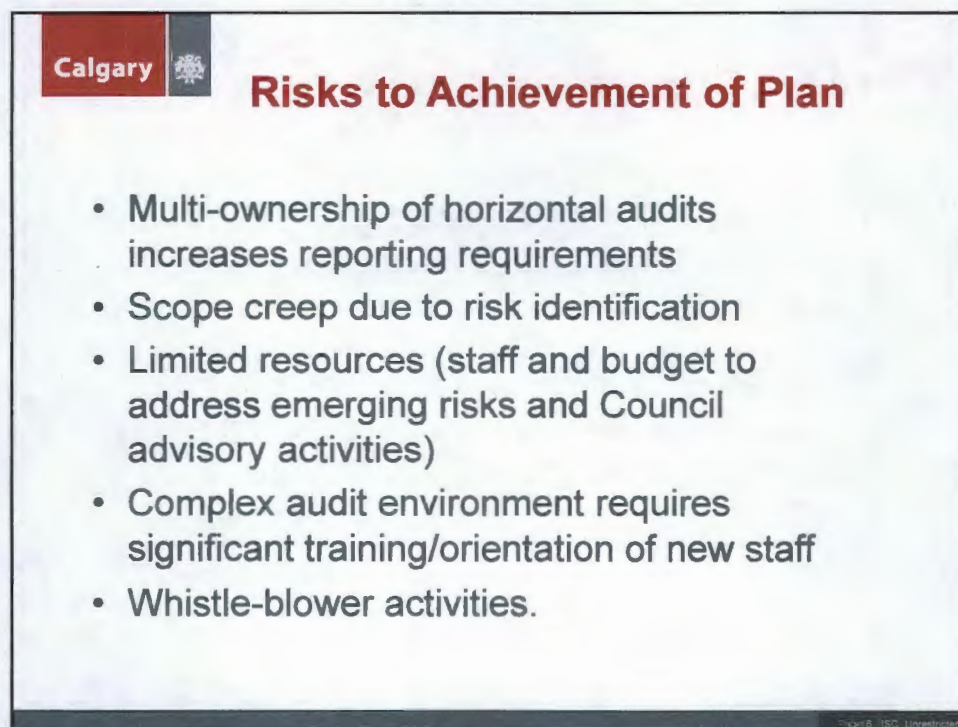 Calgary
Risks to Achievement of Plan
• Multi-ownership of horizontal audits
increases reporting requirements
• Scope creep due to risk identification
• Limited resources (staff and budget to
address emerging risks and Council
advisory activities)
• Complex audit environment requires
significant training/orientation of new staff
• Whistle-blower activities.
ISC Unrestricted